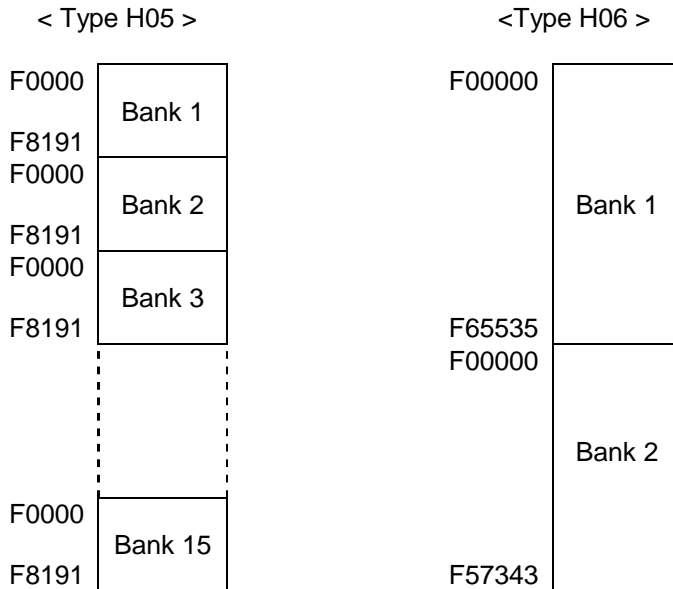 < Type H05 >
F0000
Bank 1
F8191
F0000
Bank 2
F8191
F0000
Bank 3
F8191
F0000
Bank 15
F8191
<Type H06 >
F00000
Bank 1
F65535
F00000
Bank 2
F57343